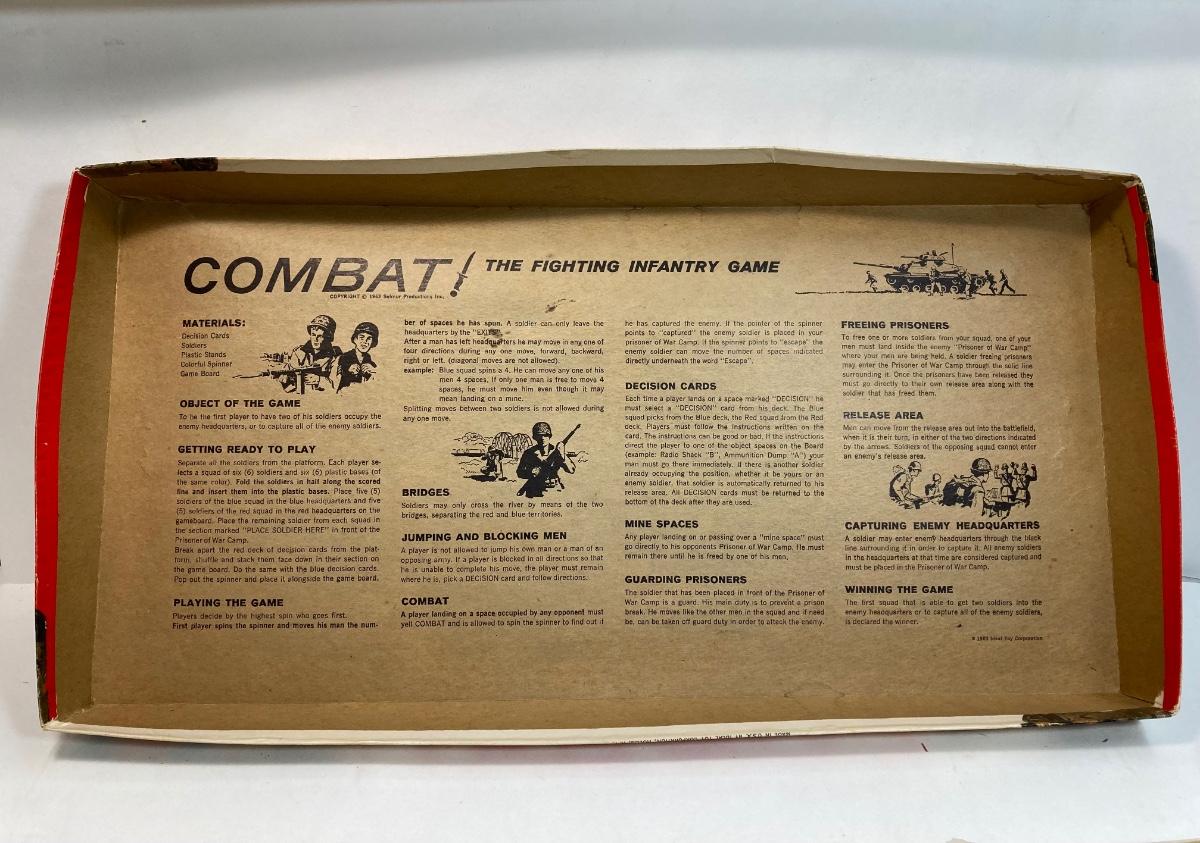 COMBAT! THE FIGHTING INFANTRY GAME
COPYRIGHT © 1963 Selmur Productions Inc.
MATERIALS:
Decision Cards
Soldiers
Plastic Stands
Colorful Spinner
Game Board
OBJECT OF THE GAME
To be the first player to have two of his soldiers occupy the
enemy headquarters, or to capture all of the enemy soldiers.
GETTING READY TO PLAY
Separate all the soldiers from the platform. Each player se-
lects a squad of six (6) soldiers and six (6) plastic bases (of
the same color). Fold the soldiers in half along the scored
line and insert them into the plastic bases. Place five (5)
soldiers of the blue squad in the blue headquarters and five
(5) soldiers of the red squad in the red headquarters on the
gameboard. Place the remaining soldier from each squad in
the section marked "PLACE SOLDIER HERE" in front of the
Prisoner of War Camp.
Break apart the red deck of decision cards from the plat-
form, shuffle and stack them face down in their section on
the game board. Do the same with the blue decision cards.
Pop out the spinner and place it alongside the game board.
PLAYING THE GAME
Players decide by the highest spin who goes first.
First player spins the spinner and moves his man the num-
ber of spaces he has spun. A soldier can only leave the
headquarters by the "EXITS".
After a man has left headquarters he may move in any one of
four directions during any one move, forward, backward,
right or left. (diagonal moves are not allowed).
example: Blue squad spins a 4. He can move any one of his
men 4 spaces. If only one man is free to move 4
spaces, he must move him even though it may
mean landing on a mine.
Splitting moves between two soldiers is not allowed during
any one move.
BRIDGES
Soldiers may only cross the river by means of the two
bridges, separating the red and blue territories.
JUMPING AND BLOCKING MEN
A player is not allowed to jump his own man or a man of an
opposing army. If a player is blocked in all directions so that
he is unable to complete his move, the player must remain
where he is, pick a DECISION card and follow directions.
COMBAT
A player landing on a space occupied by any opponent must
yell COMBAT and is allowed to spin the spinner to find out if
he has captured the enemy. If the pointer of the spinner
points to "captured" the enemy soldier is placed in your
prisoner of War Camp. If the spinner points to "escape" the
enemy soldier can move the number of spaces indicated
directly underneath the word "Escape".
DECISION CARDS
Each time a player lands on a space marked "DECISION" he
must select a "DECISION" card from his deck. The Blue
squad picks from the Blue deck, the Red squad from the Red
deck. Players must follow the instructions written on the
card. The instructions can be good or bad. If the instructions
direct the player to one of the object spaces on the Board
(example: Radio Shack "B", Ammunition Dump "A") your
man must go there immediately. If there is another soldier
already occupying the position, whether it be yours or an
enemy soldier, that soldier is automatically returned to his
release area. All DECISION cards must be returned to the
bottom of the deck after they are used.
MINE SPACES
Any player landing on or passing over a "mine space" must
go directly to his opponents Prisoner of War Camp. He must
remain there until he is freed by one of his men.
GUARDING PRISONERS
The soldier that has been placed in front of the Prisoner of
War Camp is a guard. His main duty is to prevent a prison
break. He moves like the other men in the squad and if need
be, can be taken off guard duty in order to attack the enemy.
FREEING PRISONERS
To free one or more soldiers from your squad, one of your
men must land inside the enemy "Prisoner of War Camp"
where your men are being held. A soldier freeing prisoners
may enter the Prisoner of War Camp through the solid line
surrounding it. Once the prisoners have been released they
must go directly to their own release area along with the
soldier that has freed them.
RELEASE AREA
Men can move from the release area out into the battlefield,
when it is their turn, in either of the two directions indicated
by the arrows. Soldiers of the opposing squad cannot enter
an enemy's release area.
CAPTURING ENEMY HEADQUARTERS
A soldier may enter enemy headquarters through the black
line surrounding it in order to capture it. All enemy soldiers
in the headquarters at that time are considered captured and
must be placed in the Prisoner of War Camp.
WINNING THE GAME
The first squad that is able to get two soldiers into the
enemy headquarters or to capture all of the enemy soldiers,
is declared the winner.
© 1963 Ideal Toy Corporation
MADE IN U.S.A. BY IDEAL TOY CORPORATION,